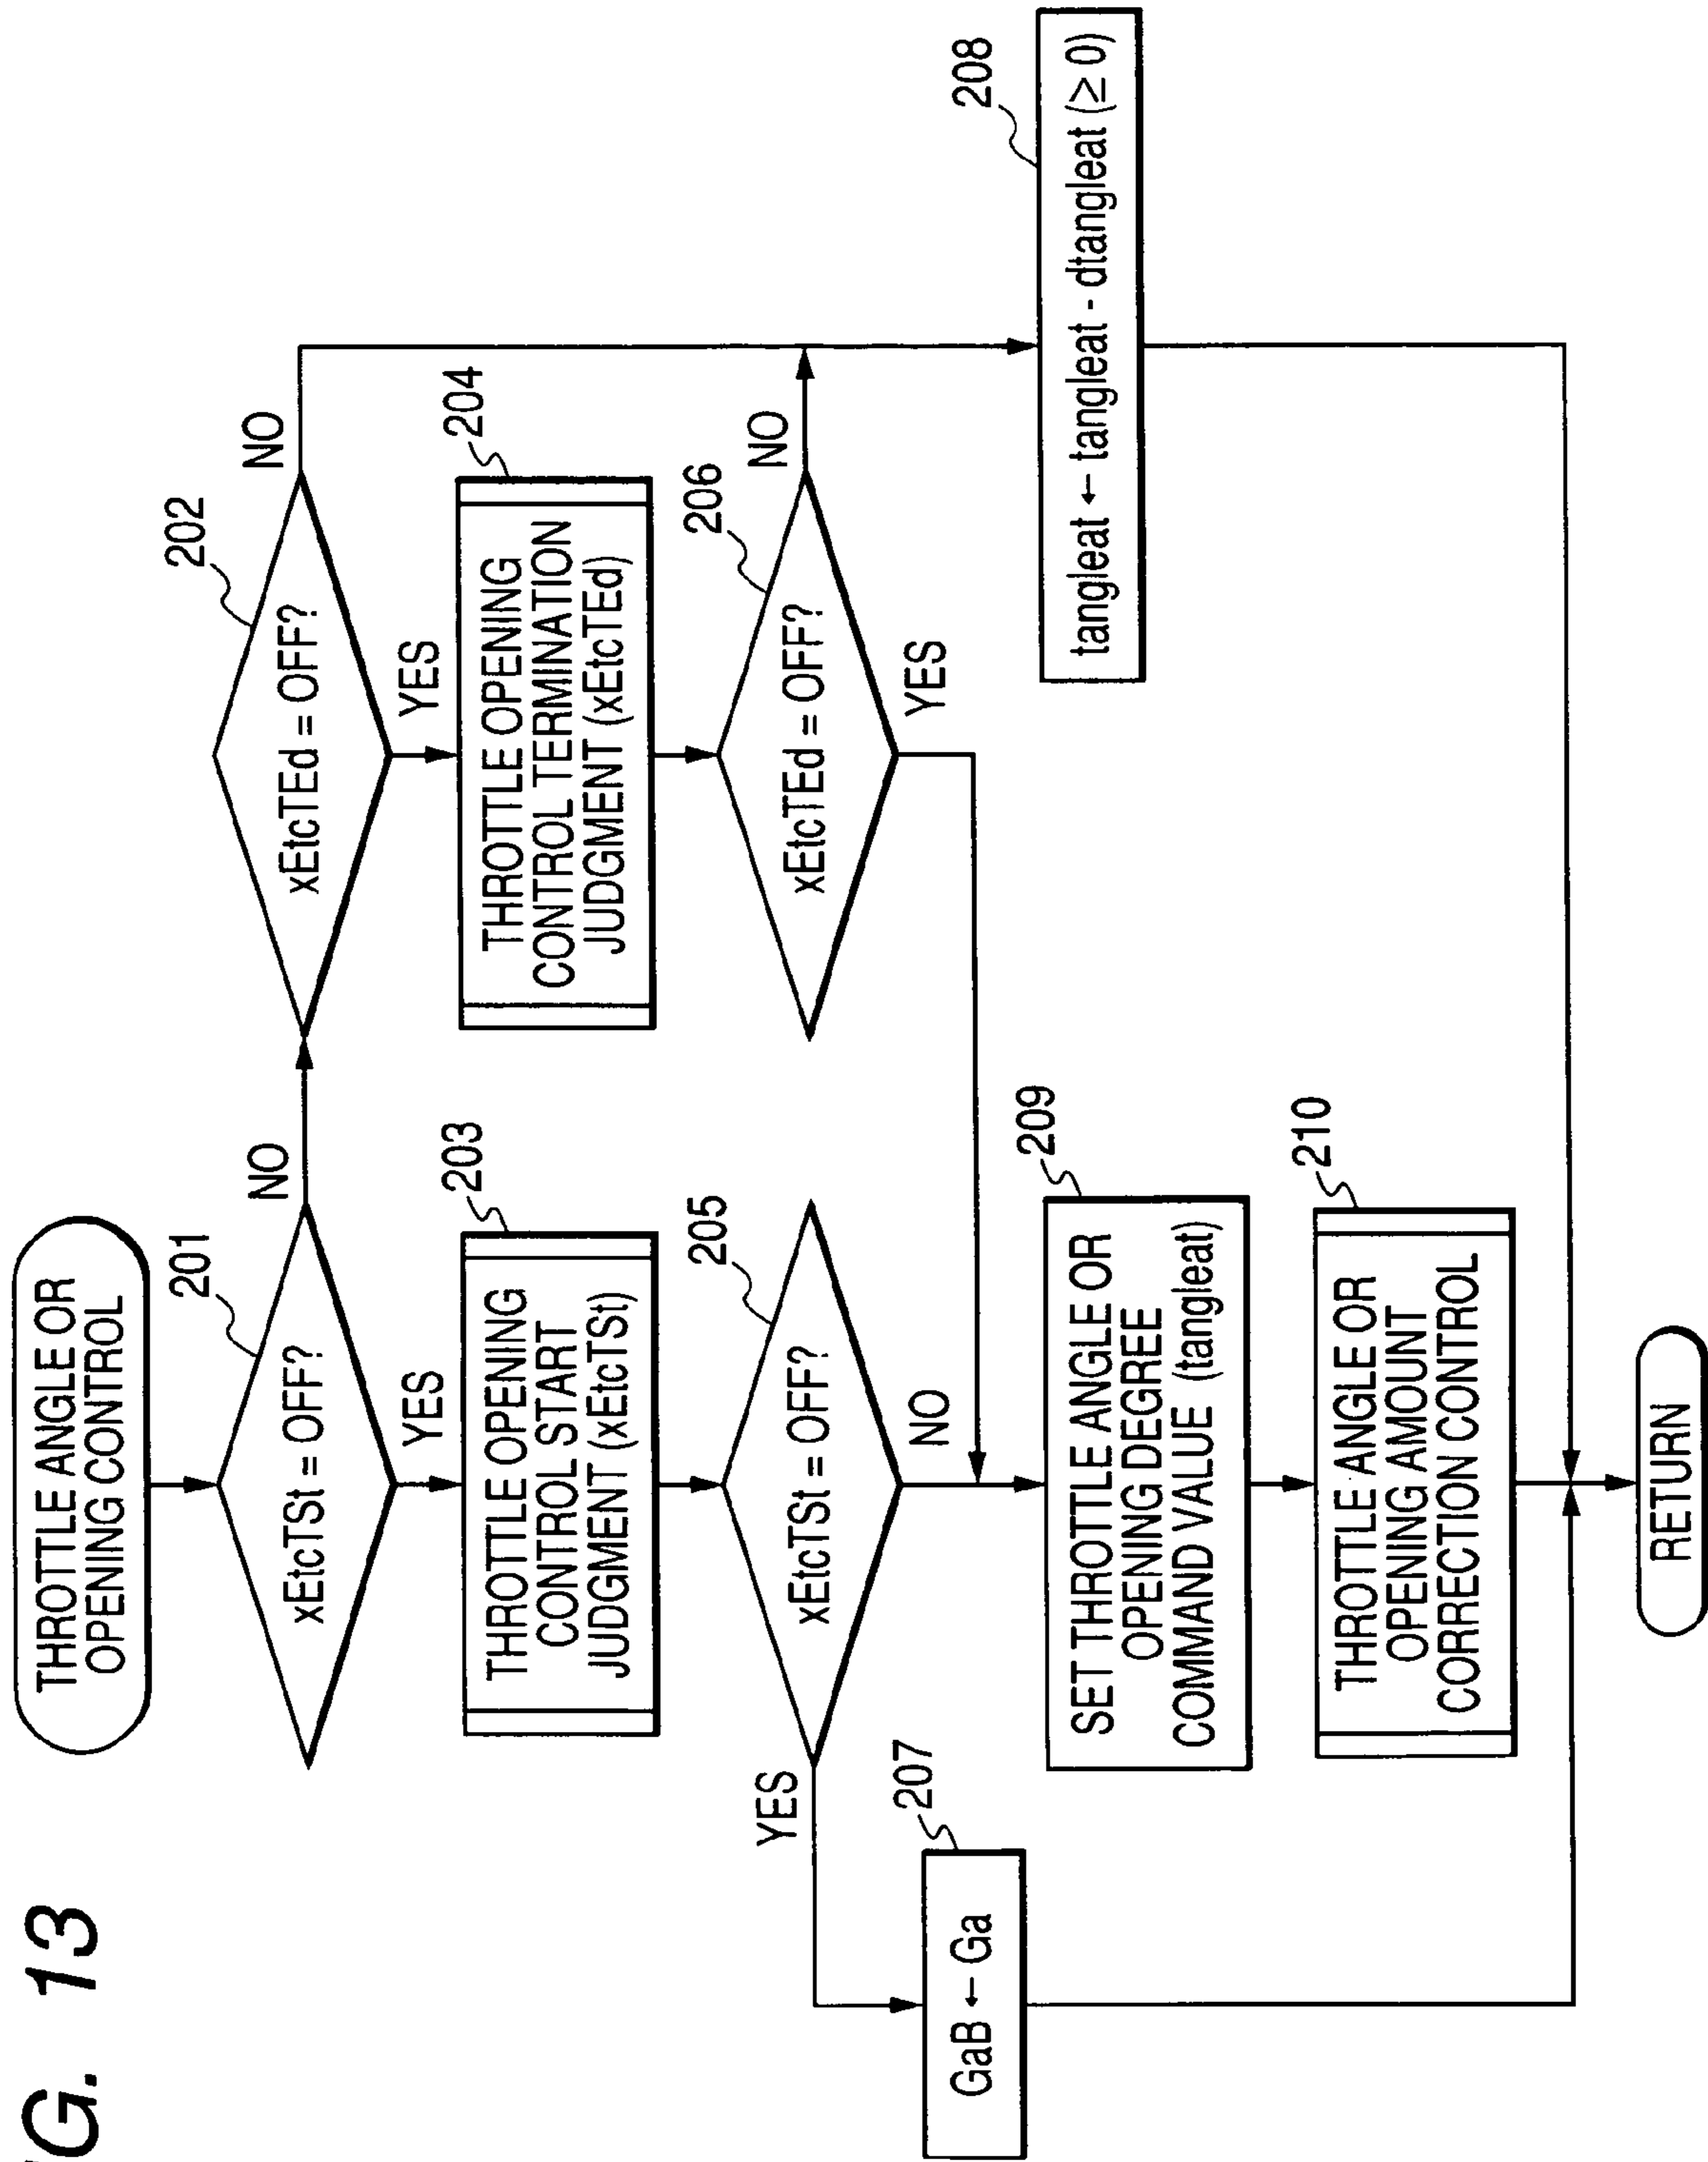 G. 13
THROTTLE ANGLE OR
OPENING CONTROL
201
xEtcTSt = OFF?
NO
YES
202
xEtcTEd = OFF?
NO
YES
203
THROTTLE OPENING
CONTROL START
JUDGMENT (xEtcTSt)
204
THROTTLE OPENING
CONTROL TERMINATION
JUDGMENT (xEtcTEd)
205
xEtcTSt = OFF?
YES
NO
206
xEtcTEd = OFF?
NO
YES
207
GaB ← Ga
208
tangleat ← tangleat - dtangleat (≥ 0)
209
SET THROTTLE ANGLE OR
OPENING DEGREE
COMMAND VALUE (tangleat)
210
THROTTLE ANGLE OR
OPENING AMOUNT
CORRECTION CONTROL
RETURN